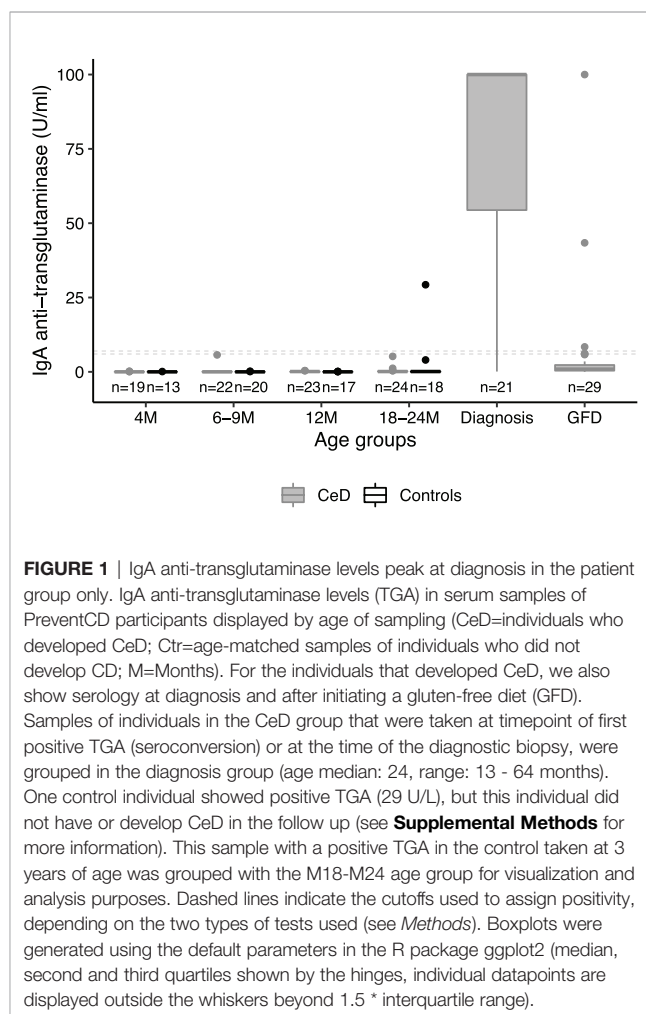 100
75
50
25
0
IgA anti−transglutaminase (U/ml)
n=19 n=13 n=22 n=20 n=23 n=17 n=24 n=18 n=21 n=29
4M 6−9M 12M 18−24M Diagnosis GFD
Age groups
CeD Controls
FIGURE 1 | IgA anti-transglutaminase levels peak at diagnosis in the patient
group only. IgA anti-transglutaminase levels (TGA) in serum samples of
PreventCD participants displayed by age of sampling (CeD=individuals who
developed CeD; Ctr=age-matched samples of individuals who did not
develop CD; M=Months). For the individuals that developed CeD, we also
show serology at diagnosis and after initiating a gluten-free diet (GFD).
Samples of individuals in the CeD group that were taken at timepoint of first
positive TGA (seroconversion) or at the time of the diagnostic biopsy, were
grouped in the diagnosis group (age median: 24, range: 13 - 64 months).
One control individual showed positive TGA (29 U/L), but this individual did
not have or develop CeD in the follow up (see Supplemental Methods for
more information). This sample with a positive TGA in the control taken at 3
years of age was grouped with the M18-M24 age group for visualization and
analysis purposes. Dashed lines indicate the cutoffs used to assign positivity,
depending on the two types of tests used (see Methods). Boxplots were
generated using the default parameters in the R package ggplot2 (median,
second and third quartiles shown by the hinges, individual datapoints are
displayed outside the whiskers beyond 1.5 * interquartile range).